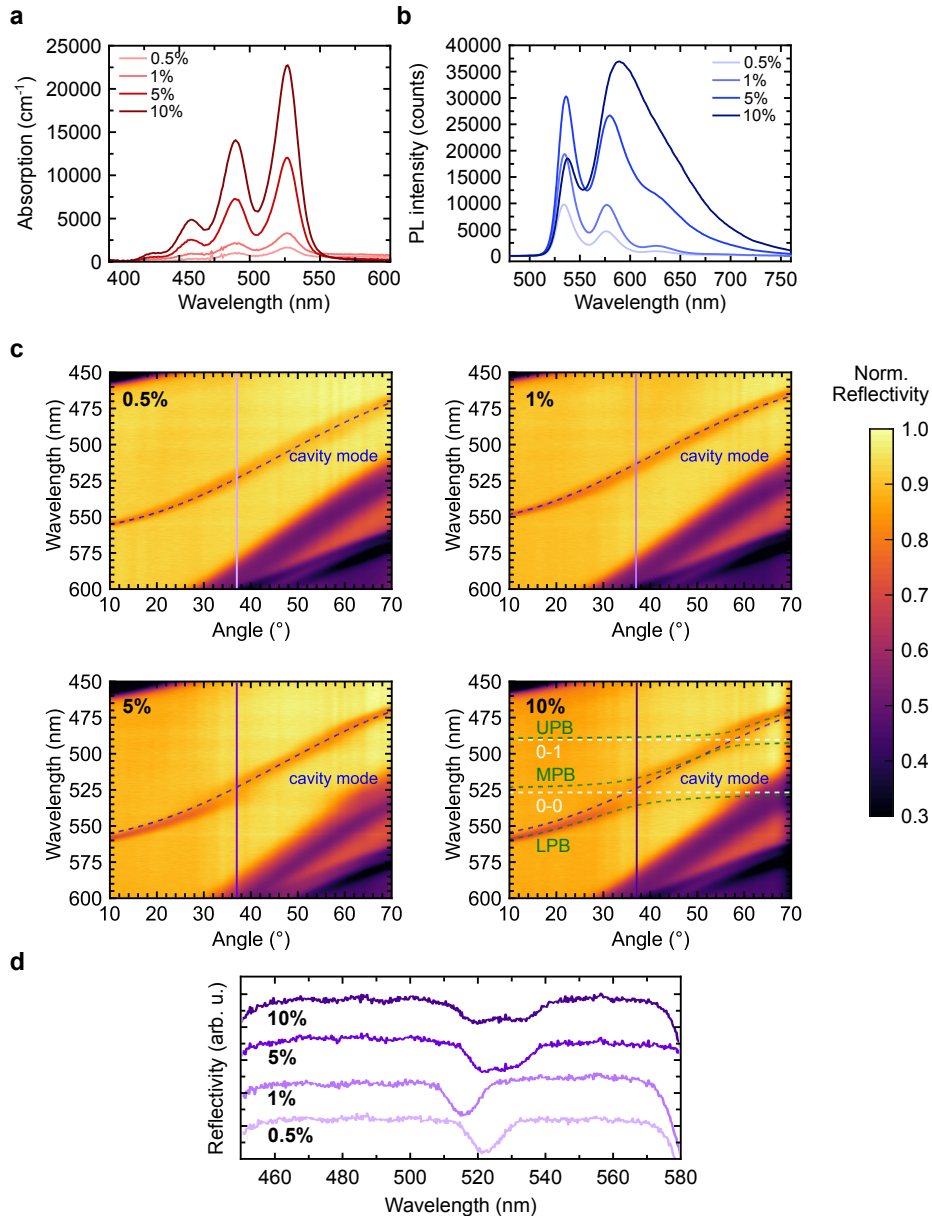 a
25000
20000
15000
10000
5000
0
Absorption (cm⁻¹)
0.5%
1%
5%
10%
400 450 500 550 600
Wavelength (nm)
b
40000
35000
30000
25000
20000
15000
10000
5000
0
PL intensity (counts)
0.5%
1%
5%
10%
500 550 600 650 700 750
Wavelength (nm)
c
450
475
500
525
550
575
600
Wavelength (nm)
0.5%
cavity mode
10 20 30 40 50 60 70
Angle (°)
450
475
500
525
550
575
600
Wavelength (nm)
1%
cavity mode
10 20 30 40 50 60 70
Angle (°)
Norm.
Reflectivity
1.0
0.9
0.8
0.7
0.6
0.5
0.4
0.3
450
475
500
525
550
575
600
Wavelength (nm)
5%
cavity mode
10 20 30 40 50 60 70
Angle (°)
450
475
500
525
550
575
600
Wavelength (nm)
10%
UPB
0-1
MPB
cavity mode
0-0
LPB
10 20 30 40 50 60 70
Angle (°)
d
Reflectivity (arb. u.)
10%
5%
1%
0.5%
460 480 500 520 540 560 580
Wavelength (nm)